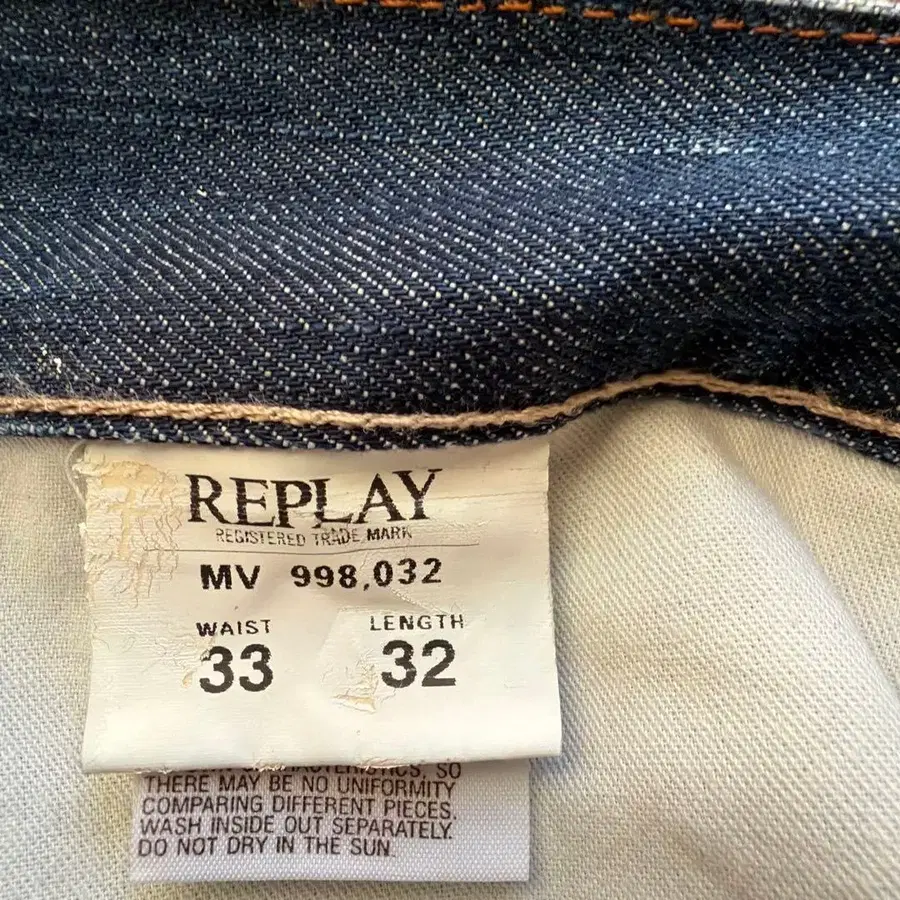 REPLAY
REGISTERED TRADE MARK
MV 998,032
WAIST LENGTH
33 32
SO
THERE MAY BE NO UNIFORMITY
COMPARING DIFFERENT PIECES.
WASH INSIDE OUT SEPARATELY.
DO NOT DRY IN THE SUN.